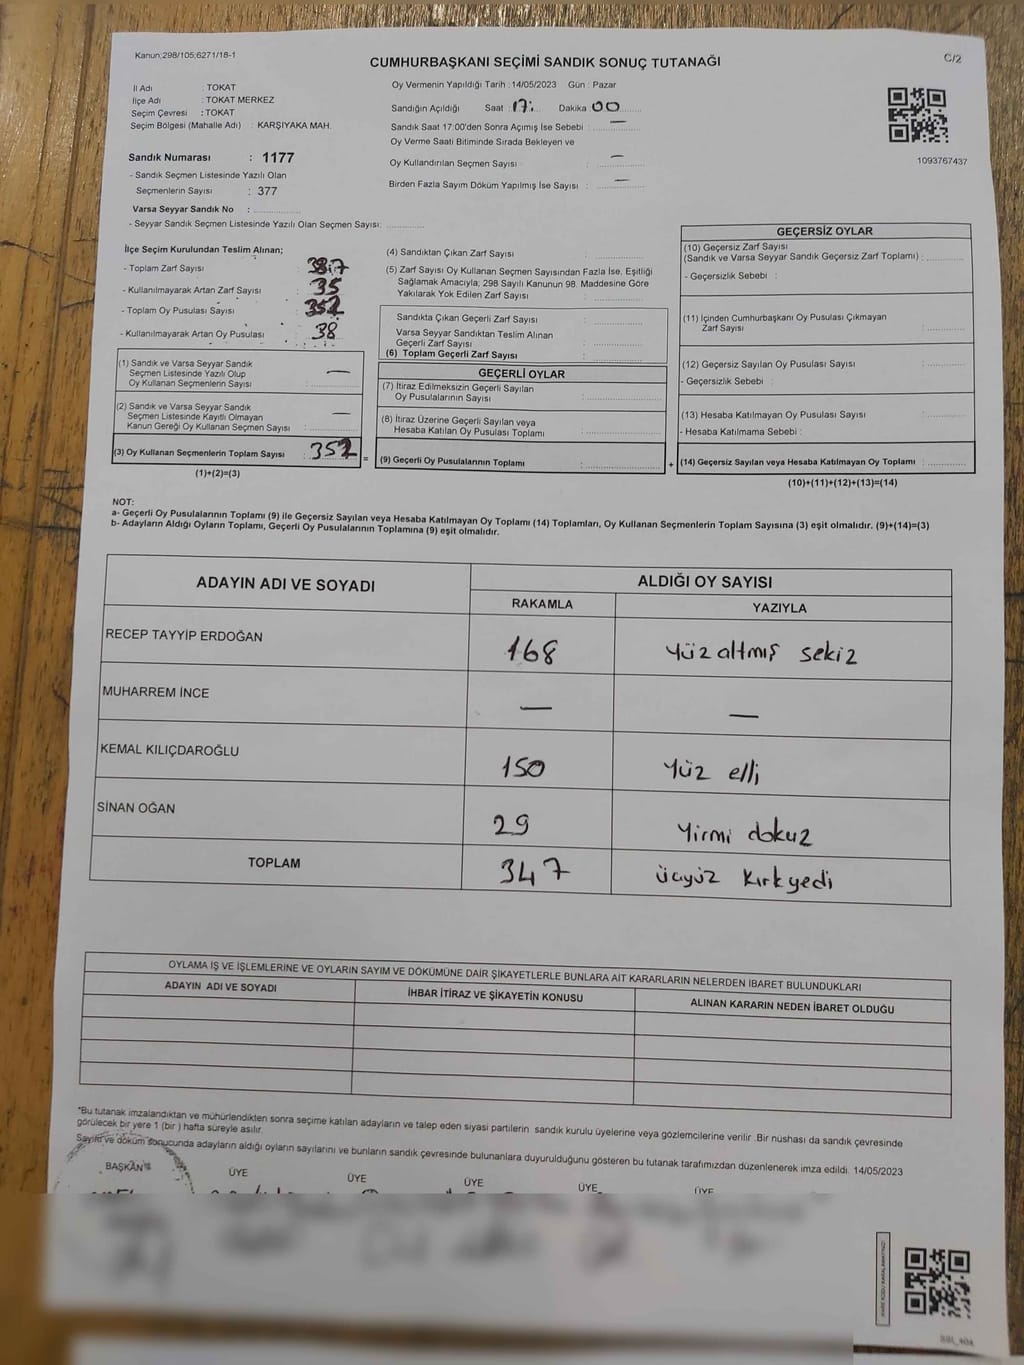 Kanun;298/105;6271/18-1
CUMHURBAŞKANI SEÇİMİ SANDIK SONUÇ TUTANAĞI
C/2
İl Adı : TOKAT
İlçe Adı : TOKAT MERKEZ
Seçim Çevresi : TOKAT
Seçim Bölgesi (Mahalle Adı) : KARŞIYAKA MAH.
Sandık Numarası : 1177
- Sandık Seçmen Listesinde Yazılı Olan
Seçmenlerin Sayısı : 377
Varsa Seyyar Sandık No :
- Seyyar Sandık Seçmen Listesinde Yazılı Olan Seçmen Sayısı:
Oy Vermenin Yapıldığı Tarih : 14/05/2023 Gün : Pazar
Sandığın Açıldığı Saat : 17: Dakika 00
Sandık Saat 17:00'den Sonra Açımış İse Sebebi : —
Oy Verme Saati Bitiminde Sırada Bekleyen ve
Oy Kullandırılan Seçmen Sayısı : —
Birden Fazla Sayım Döküm Yapılmış İse Sayısı : —
1093767437
İlçe Seçim Kurulundan Teslim Alınan;
- Toplam Zarf Sayısı : 387
- Kullanılmayarak Artan Zarf Sayısı : 35
- Toplam Oy Pusulası Sayısı : 352
- Kullanılmayarak Artan Oy Pusulası : 38
(1) Sandık ve Varsa Seyyar Sandık
Seçmen Listesinde Yazılı Olup
Oy Kullanan Seçmenlerin Sayısı : —
(2) Sandık ve Varsa Seyyar Sandık
Seçmen Listesinde Kayıtlı Olmayan
Kanun Gereği Oy Kullanan Seçmen Sayısı : —
(3) Oy Kullanan Seçmenlerin Toplam Sayısı : 352 =
(1)+(2)=(3)
(4) Sandıktan Çıkan Zarf Sayısı :
(5) Zarf Sayısı Oy Kullanan Seçmen Sayısından Fazla İse, Eşitliği
Sağlamak Amacıyla; 298 Sayılı Kanunun 98. Maddesine Göre
Yakılarak Yok Edilen Zarf Sayısı :
Sandıkta Çıkan Geçerli Zarf Sayısı :
Varsa Seyyar Sandıktan Teslim Alınan
Geçerli Zarf Sayısı :
(6) Toplam Geçerli Zarf Sayısı :
GEÇERLİ OYLAR
(7) İtiraz Edilmeksizin Geçerli Sayılan
Oy Pusulalarının Sayısı :
(8) İtiraz Üzerine Geçerli Sayılan veya
Hesaba Katılan Oy Pusulası Toplamı :
(9) Geçerli Oy Pusulalarının Toplamı : +
GEÇERSİZ OYLAR
(10) Geçersiz Zarf Sayısı
(Sandık ve Varsa Seyyar Sandık Geçersiz Zarf Toplamı) :
- Geçersizlik Sebebi :
(11) İçinden Cumhurbaşkanı Oy Pusulası Çıkmayan
Zarf Sayısı :
(12) Geçersiz Sayılan Oy Pusulası Sayısı :
- Geçersizlik Sebebi :
(13) Hesaba Katılmayan Oy Pusulası Sayısı :
- Hesaba Katılmama Sebebi :
(14) Geçersiz Sayılan veya Hesaba Katılmayan Oy Toplamı :
(10)+(11)+(12)+(13)=(14)
NOT:
a- Geçerli Oy Pusulalarının Toplamı (9) ile Geçersiz Sayılan veya Hesaba Katılmayan Oy Toplamı (14) Toplamları, Oy Kullanan Seçmenlerin Toplam Sayısına (3) eşit olmalıdır. (9)+(14)=(3)
b- Adayların Aldığı Oyların Toplamı, Geçerli Oy Pusulalarının Toplamına (9) eşit olmalıdır.
ADAYIN ADI VE SOYADI ALDIĞI OY SAYISI
RAKAMLA YAZIYLA
RECEP TAYYİP ERDOĞAN 168 Yüz altmış sekiz
MUHARREM İNCE — —
KEMAL KILIÇDAROĞLU 150 Yüz elli
SİNAN OĞAN 29 Yirmi dokuz
TOPLAM 347 Üçyüz Kırkyedi
OYLAMA İŞ VE İŞLEMLERİNE VE OYLARIN SAYIM VE DÖKÜMÜNE DAİR ŞİKAYETLERLE BUNLARA AİT KARARLARIN NELERDEN İBARET BULUNDUKLARI
ADAYIN ADI VE SOYADI İHBAR İTİRAZ VE ŞİKAYETİN KONUSU ALINAN KARARIN NEDEN İBARET OLDUĞU
*Bu tutanak imzalandıktan ve mühürlendikten sonra seçime katılan adayların ve talep eden siyasi partilerin sandık kurulu üyelerine veya gözlemcilerine verilir .Bir nüshası da sandık çevresinde
görülecek bir yere 1 (bir ) hafta süreyle asılır.
Sayım ve döküm sonucunda adayların aldığı oyların sayılarını ve bunların sandık çevresinde bulunanlara duyurulduğunu gösteren bu tutanak tarafımızdan düzenlenerek imza edildi. 14/05/2023
BAŞKAN ÜYE ÜYE ÜYE ÜYE ÜYE